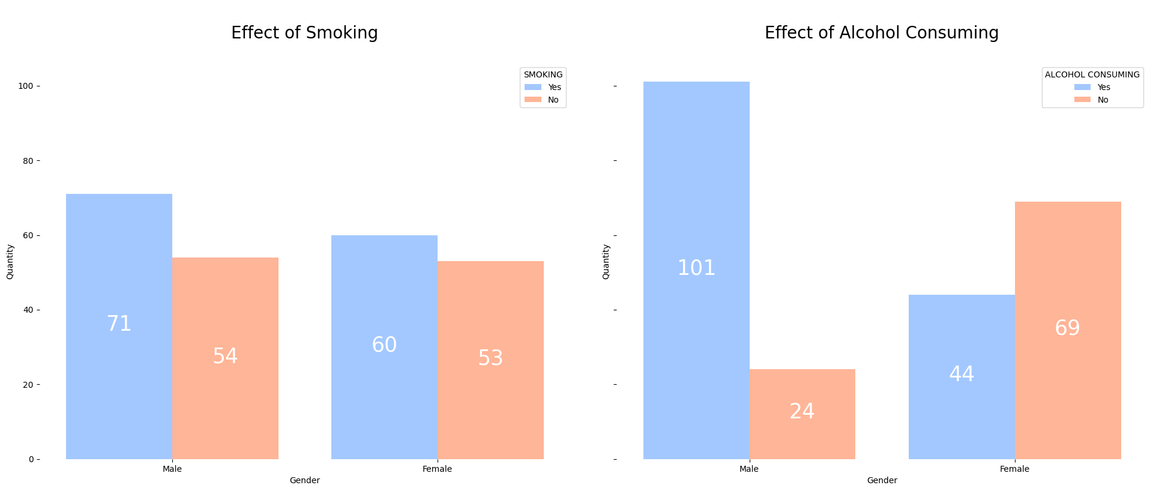 Effect of Smoking
SMOKING
Yes
No
100
80
60
40
20
0
Quantity
71
54
60
53
Male
Female
Gender
Effect of Alcohol Consuming
ALCOHOL CONSUMING
Yes
No
Quantity
101
24
44
69
Male
Female
Gender